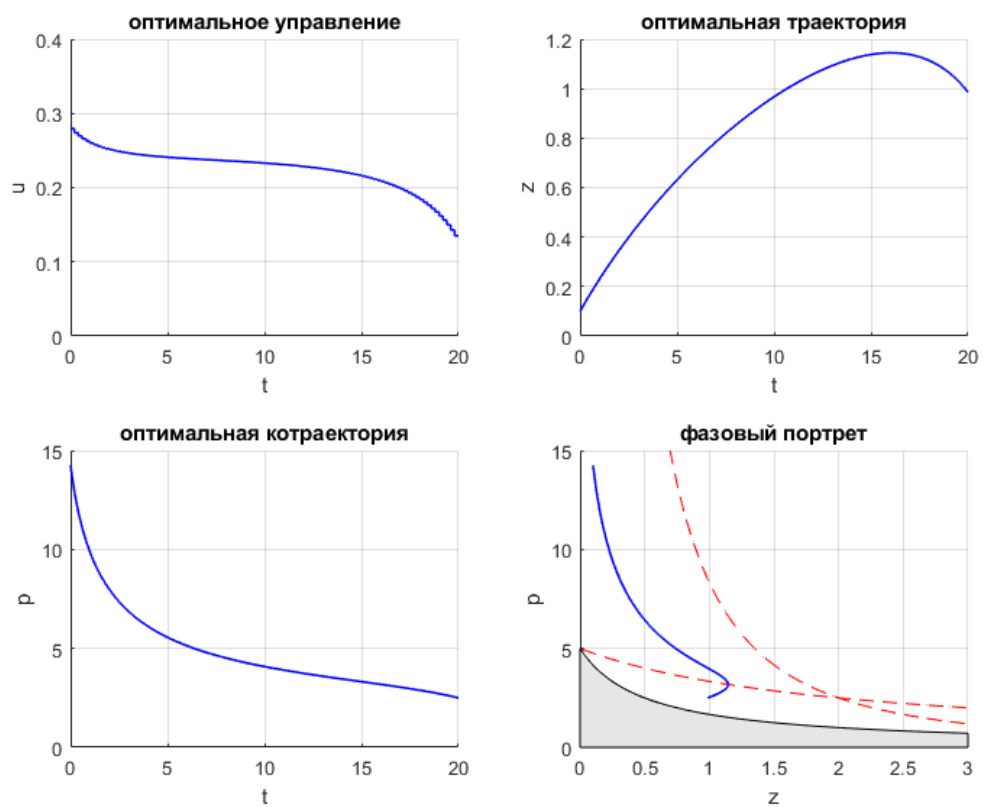 оптимальное управление
0.4
0.3
0.2
0.1
0
u
0 5 10 15 20
t
оптимальная траектория
1.2
1
0.8
0.6
0.4
0.2
0
z
0 5 10 15 20
t
оптимальная котраектория
15
10
5
0
p
0 5 10 15 20
t
фазовый портрет
15
10
5
0
p
0 0.5 1 1.5 2 2.5 3
z